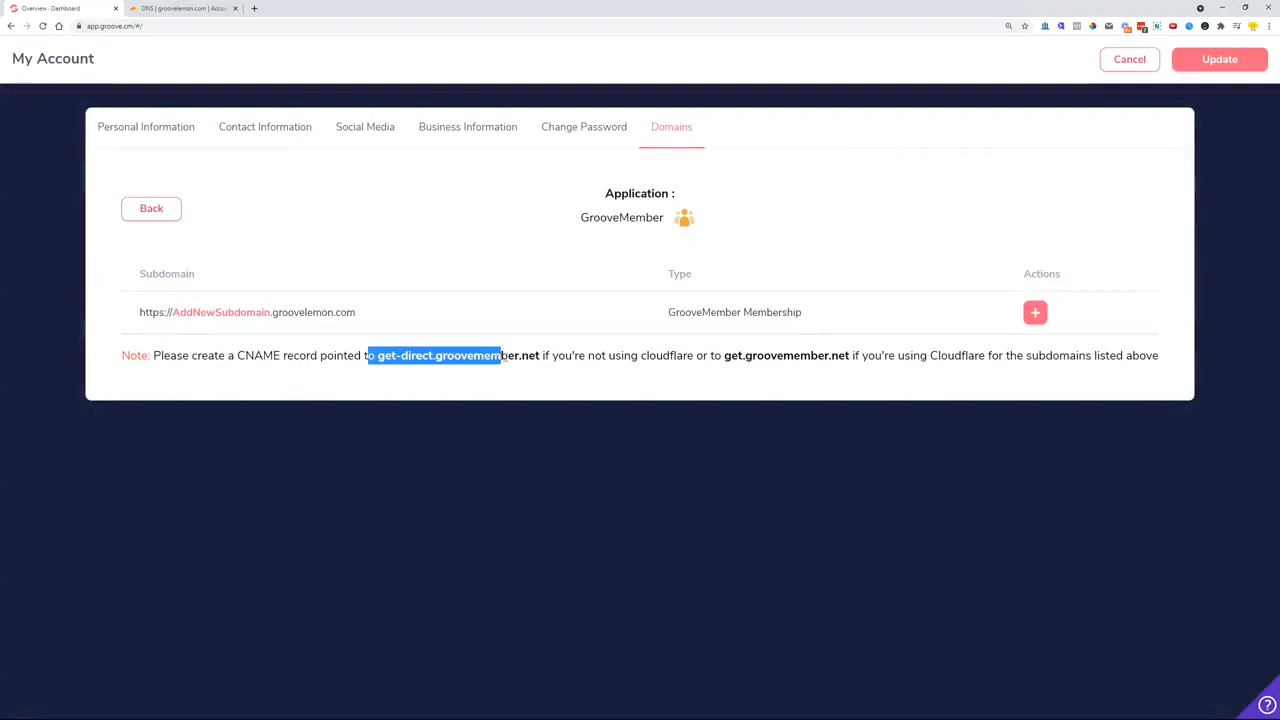 Overview - Dashboard
DNS | groovelemon.com | Accou
app.groove.cm/#/
My Account
Cancel
Update
Personal Information
Contact Information
Social Media
Business Information
Change Password
Domains
Application :
Back
GrooveMember
Subdomain
Type
Actions
https://AddNewSubdomain.groovelemon.com
GrooveMember Membership
+
Note: Please create a CNAME record pointed to get-direct.groovemember.net if you're not using cloudflare or to get.groovemember.net if you're using Cloudflare for the subdomains listed above
?